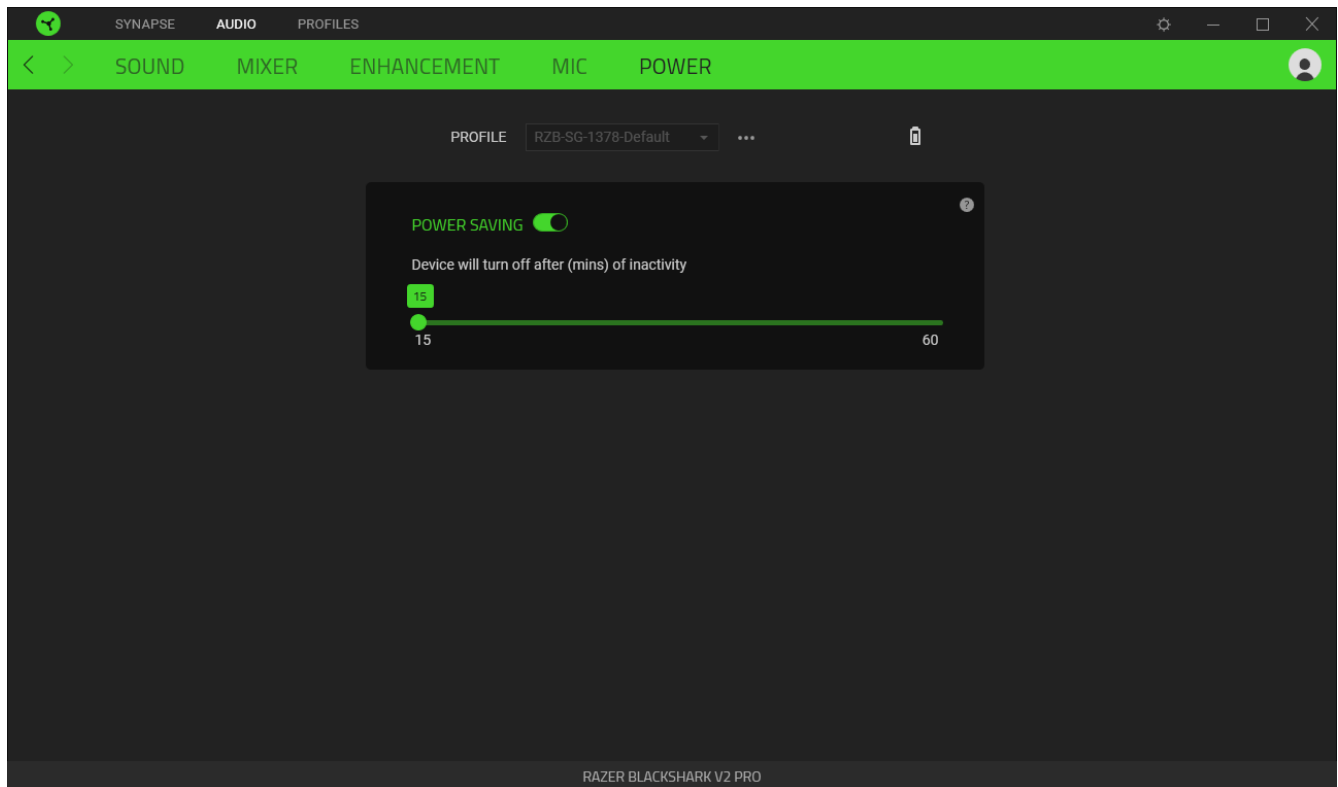 SYNAPSE AUDIO PROFILES
SOUND MIXER ENHANCEMENT MIC POWER
PROFILE RZB-SG-1378-Default
?
POWER SAVING
Device will turn off after (mins) of inactivity
15
15 60
RAZER BLACKSHARK V2 PRO